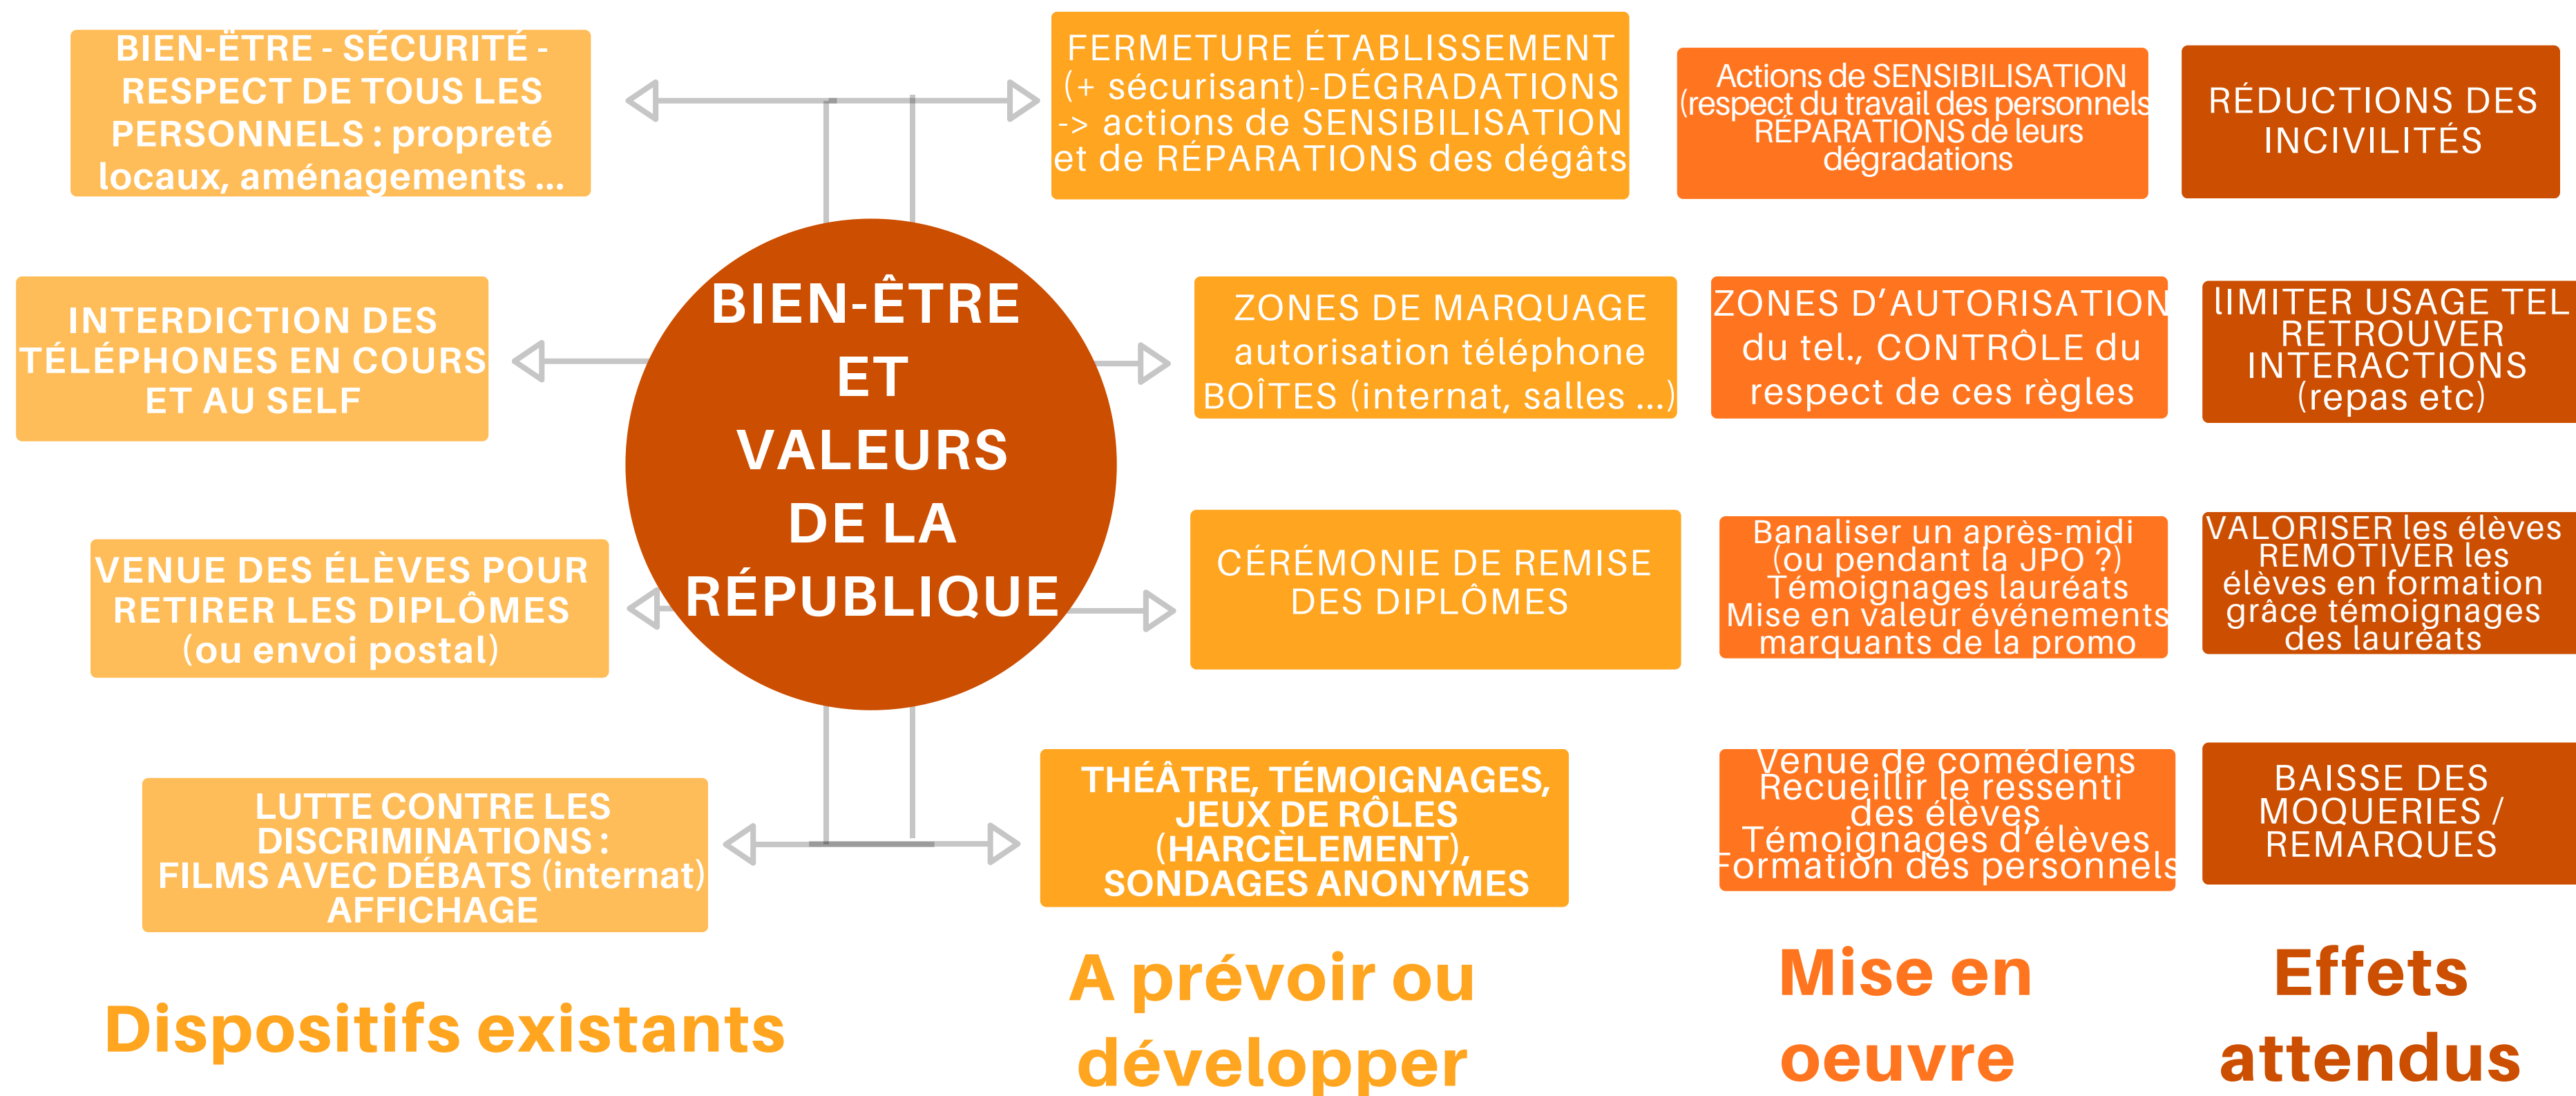 BIEN-ËTRE - SÉCURITÉ -
RESPECT DE TOUS LES
PERSONNELS : propreté
locaux, aménagements ...
FERMETURE ÉTABLISSEMENT
(+ sécurisant)-DÉGRADATIONS
-> actions de SENSIBILISATION
et de RÉPARATIONS des dégâts
Actions de SENSIBILISATION
(respect du travail des personnels
RÉPARATIONS de leurs
dégradations
RÉDUCTIONS DES
INCIVILITÉS
BIEN-ÊTRE
ET
VALEURS
DE LA
RÉPUBLIQUE
INTERDICTION DES
TÉLÉPHONES EN COURS
ET AU SELF
ZONES DE MARQUAGE
autorisation téléphone
BOÎTES (internat, salles ...)
ZONES D'AUTORISATION
du tel., CONTRÔLE du
respect de ces règles
lIMITER USAGE TEL
RETROUVER
INTERACTIONS
(repas etc)
VENUE DES ÉLÈVES POUR
RETIRER LES DIPLÔMES
(ou envoi postal)
CÉRÉMONIE DE REMISE
DES DIPLÔMES
Banaliser un après-midi
(ou pendant la JPO ?)
Témoignages lauréats
Mise en valeur événements
marquants de la promo
VALORISER les élèves
REMOTIVER les
élèves en formation
grâce témoignages
des lauréats
LUTTE CONTRE LES
DISCRIMINATIONS :
FILMS AVEC DÉBATS (internat)
AFFICHAGE
THÉÂTRE, TÉMOIGNAGES,
JEUX DE RÔLES
(HARCÈLEMENT),
SONDAGES ANONYMES
Venue de comédiens
Recueillir le ressenti
des élèves
Témoignages d'élèves
Formation des personnels
BAISSE DES
MOQUERIES /
REMARQUES
Dispositifs existants
A prévoir ou
développer
Mise en
oeuvre
Effets
attendus